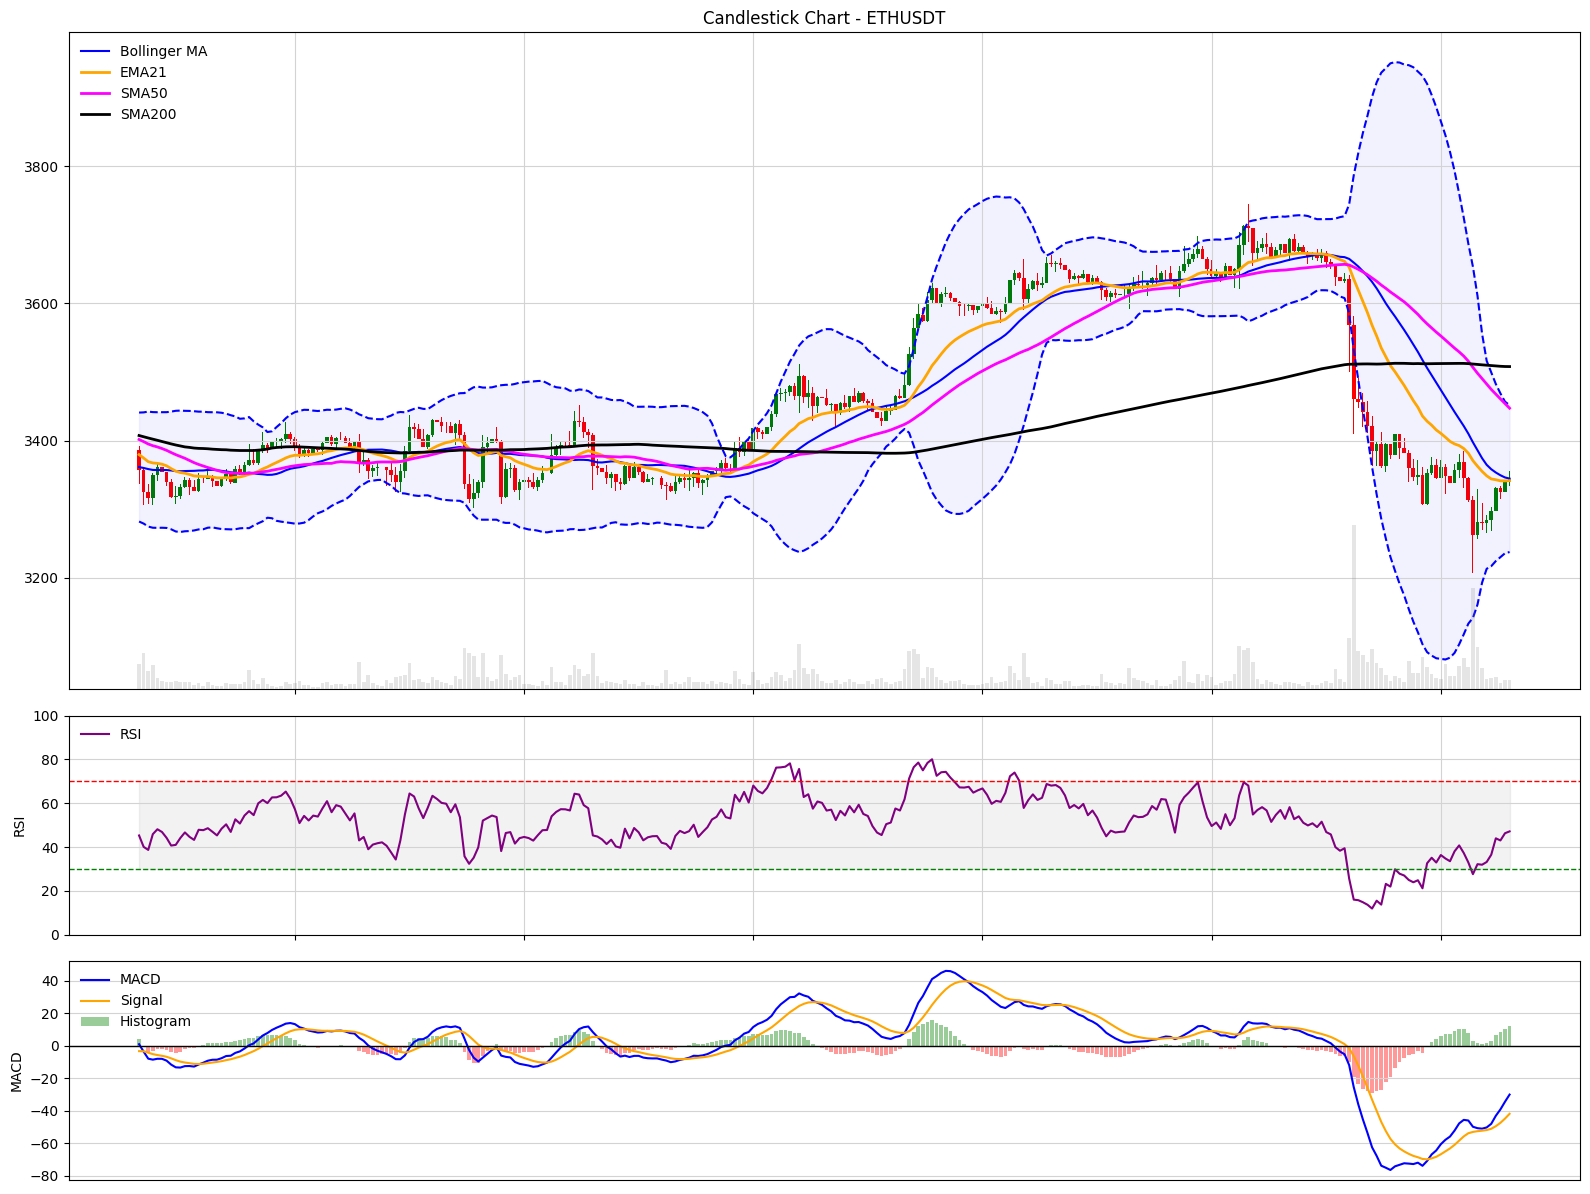 Candlestick Chart - ETHUSDT
Bollinger MA
EMA21
SMA50
SMA200
3800
3600
3400
3200
RSI
100
80
60
40
20
0
RSI
MACD
Signal
Histogram
40
20
0
−20
−40
−60
−80
MACD